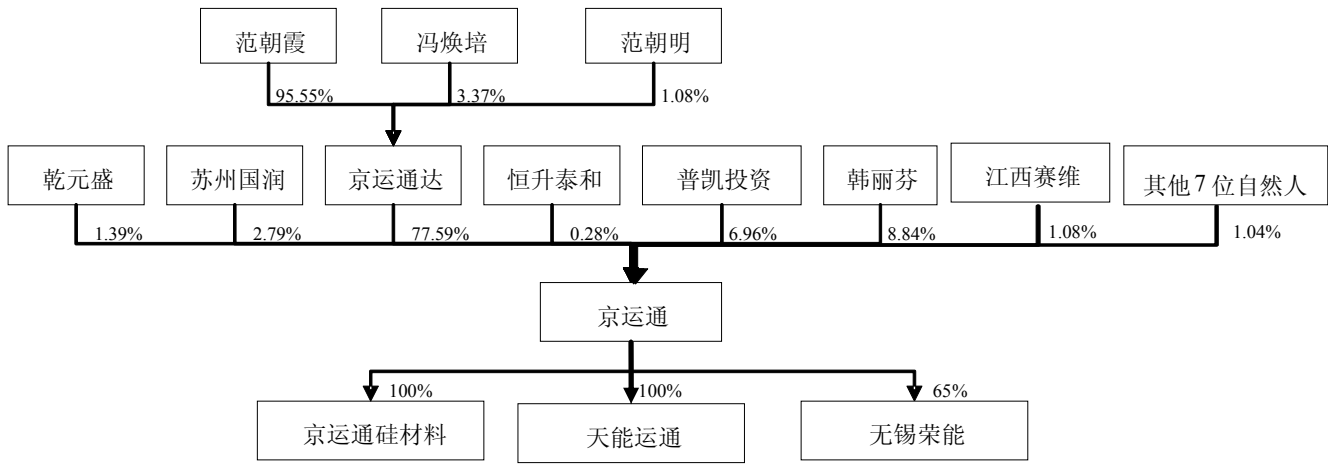 范朝霞
冯焕培
范朝明
95.55%
3.37%
1.08%
乾元盛
苏州国润
京运通达
恒升泰和
普凯投资
韩丽芬
江西赛维
其他 7 位自然人
1.39%
2.79%
77.59%
0.28%
6.96%
8.84%
1.08%
1.04%
京运通
100%
100%
65%
京运通硅材料
天能运通
无锡荣能